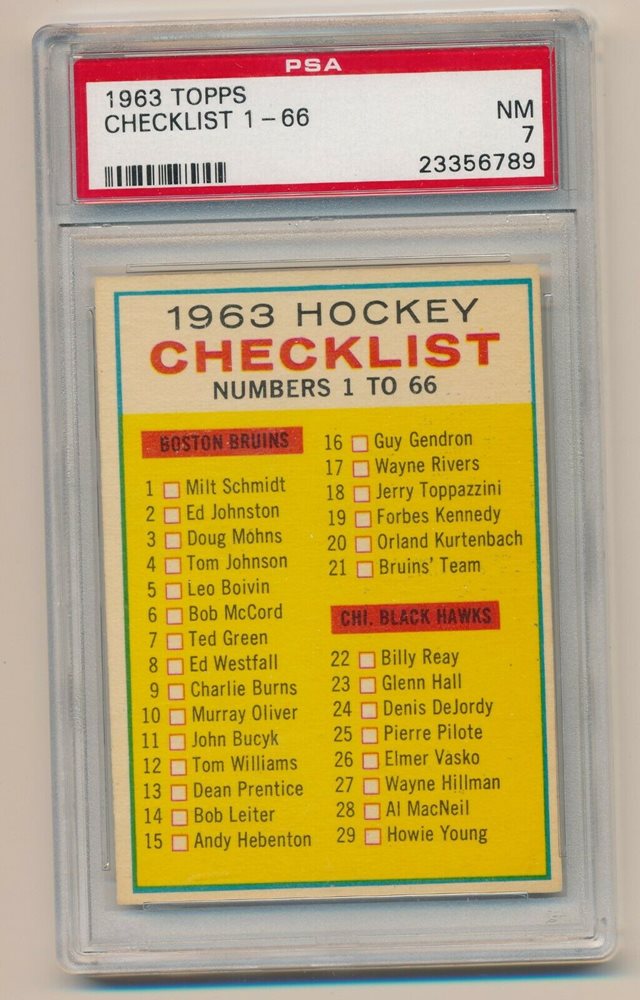 PSA
1963 TOPPS
CHECKLIST 1-66
NM
7
23356789
1963 HOCKEY
CHECKLIST
NUMBERS 1 TO 66
BOSTON BRUINS
1 Milt Schmidt
2 Ed Johnston
3 Doug Mohns
4 Tom Johnson
5 Leo Boivin
6 Bob McCord
7 Ted Green
8 Ed Westfall
9 Charlie Burns
10 Murray Oliver
11 John Bucyk
12 Tom Williams
13 Dean Prentice
14 Bob Leiter
15 Andy Hebenton
16 Guy Gendron
17 Wayne Rivers
18 Jerry Toppazzini
19 Forbes Kennedy
20 Orland Kurtenbach
21 Bruins' Team
CHI. BLACK HAWKS
22 Billy Reay
23 Glenn Hall
24 Denis DeJordy
25 Pierre Pilote
26 Elmer Vasko
27 Wayne Hillman
28 Al MacNeil
29 Howie Young